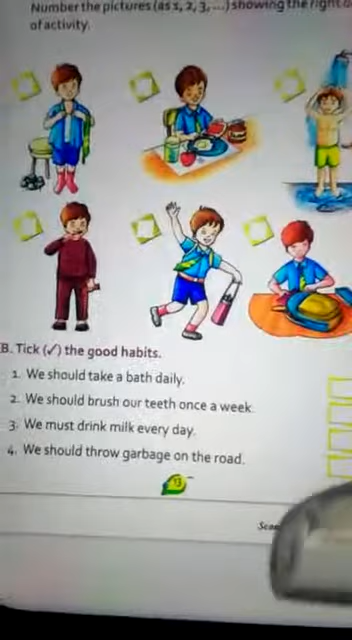 Number the pictures (as 1, 2, 3, ...) showing the right
of activity.
B. Tick (✓) the good habits.
1. We should take a bath daily.
2. We should brush our teeth once a week.
3. We must drink milk every day.
4. We should throw garbage on the road.
13